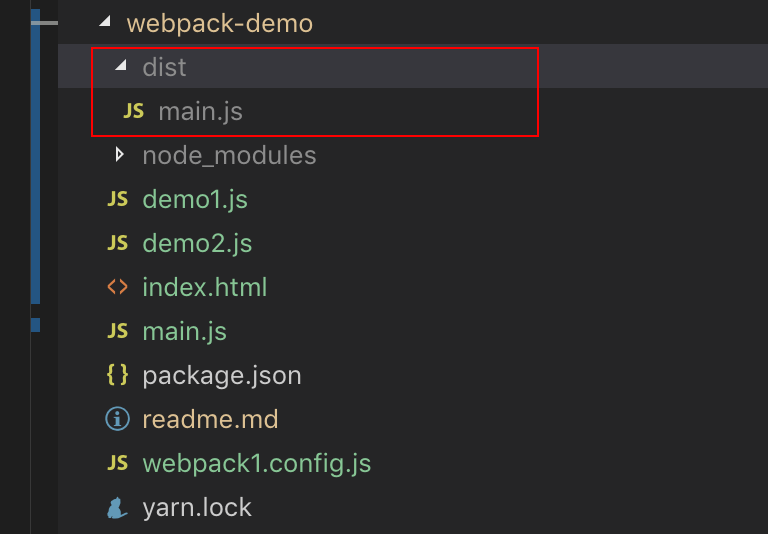 webpack-demo
dist
JS main.js
node_modules
JS demo1.js
JS demo2.js
<> index.html
JS main.js
{} package.json
readme.md
JS webpack1.config.js
yarn.lock